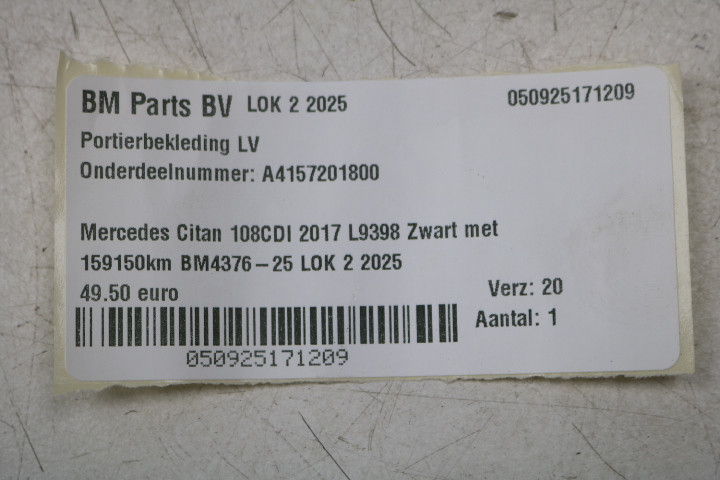 BM Parts BV LOK 2 2025 050925171209
Portierbekleding LV
Onderdeelnummer: A4157201800
Mercedes Citan 108CDI 2017 L9398 Zwart met
159150km BM4376-25 LOK 2 2025
49.50 euro Verz: 20
Aantal: 1
050925171209